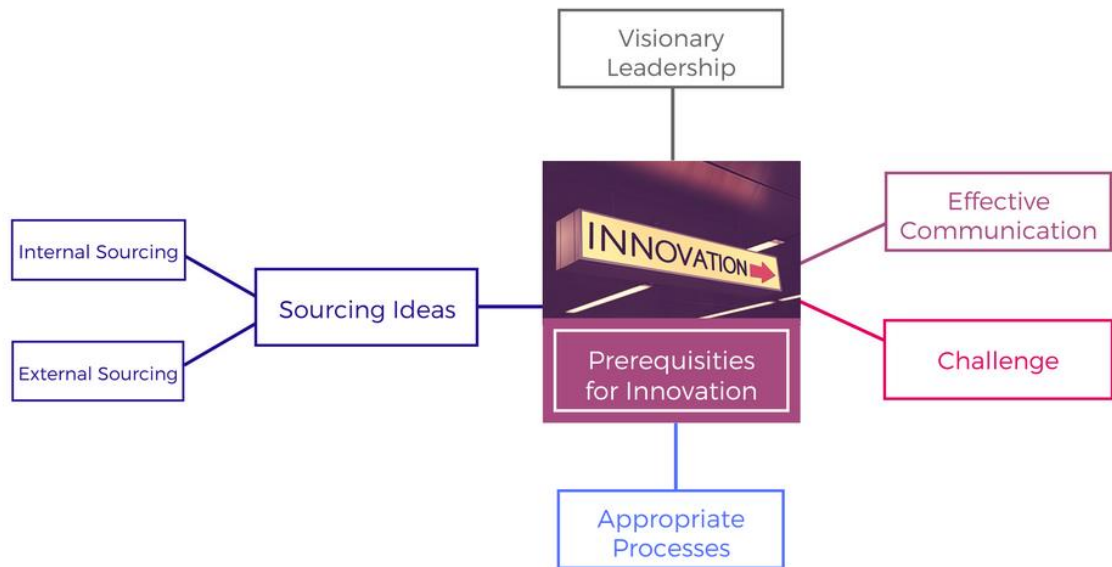 Visionary
Leadership
INNOVATION
Effective
Communication
Internal Sourcing
Sourcing Ideas
External Sourcing
Prerequisities
for Innovation
Challenge
Appropriate
Processes